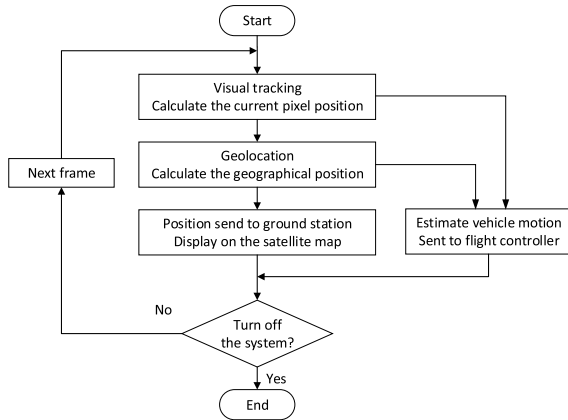 Start
Visual tracking
Calculate the current pixel position
Geolocation
Calculate the geographical position
Next frame
Position send to ground station
Display on the satellite map
Estimate vehicle motion
Sent to flight controller
No
Turn off
the system?
Yes
End